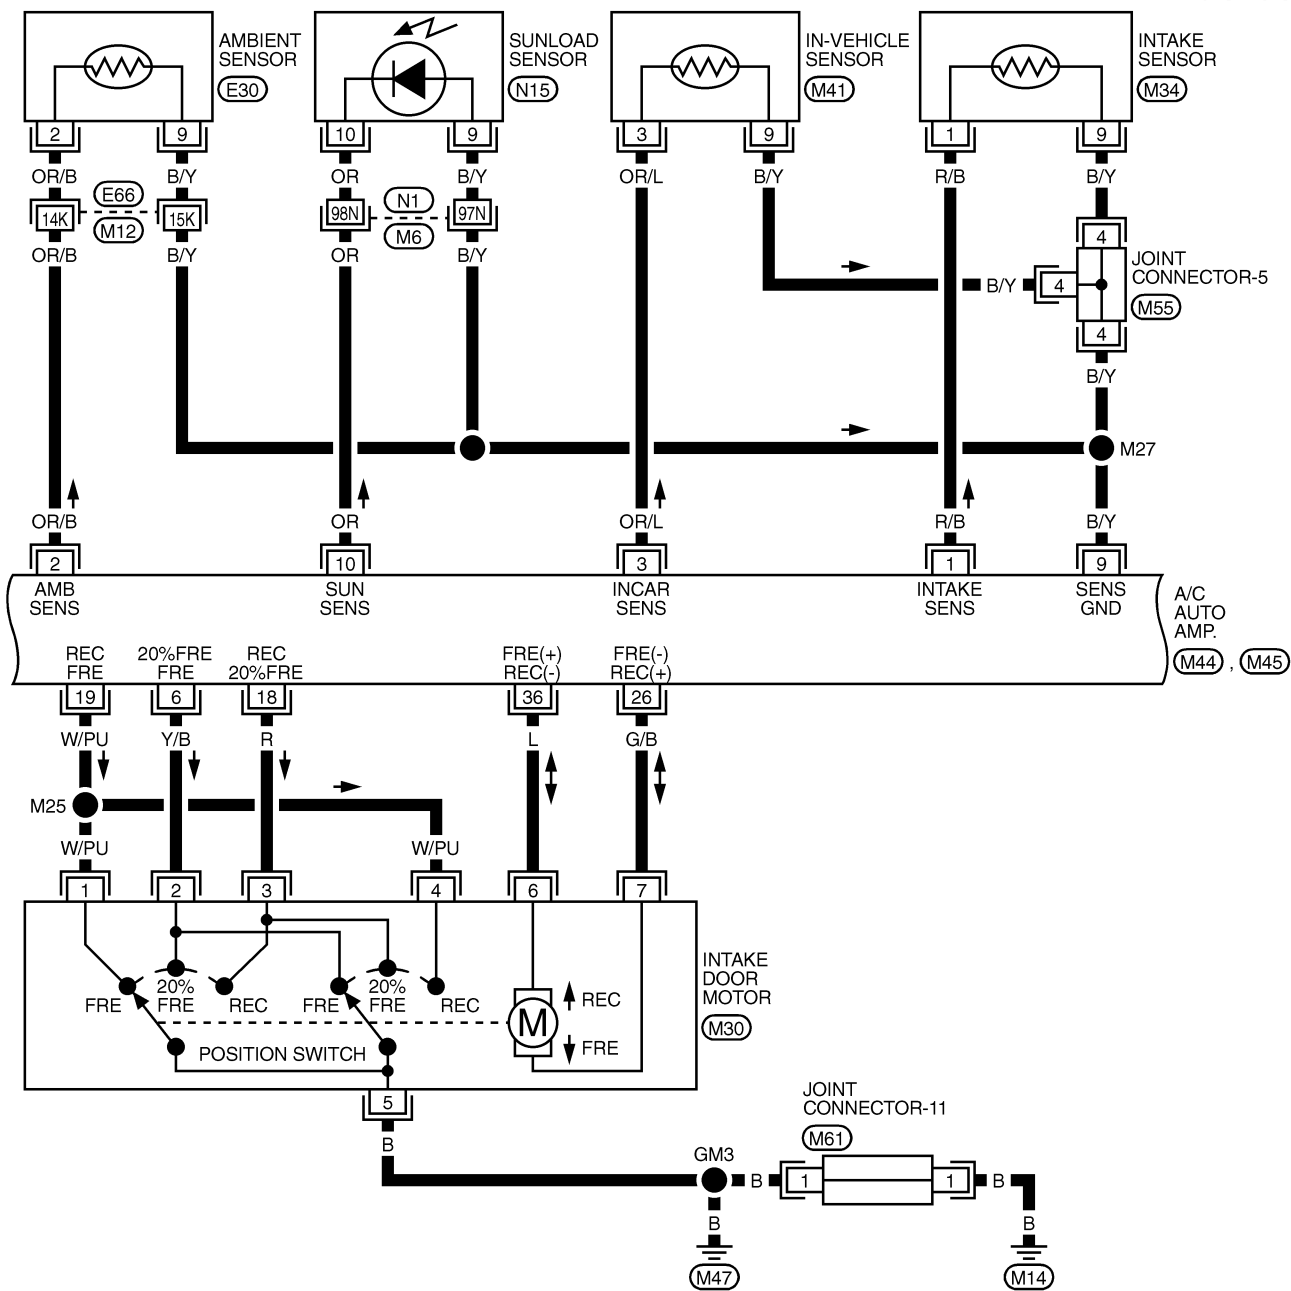 AMBIENT
SENSOR
E30
SUNLOAD
SENSOR
N15
IN-VEHICLE
SENSOR
M41
INTAKE
SENSOR
M34
2 9 10 9 3 9 1 9
OR/B B/Y OR B/Y OR/L B/Y R/B B/Y
E66 N1
14K 15K 98N 97N
M12 M6
4
OR/B B/Y OR B/Y
JOINT
CONNECTOR-5
B/Y 4
M55
4
B/Y
M27
OR/B OR OR/L R/B B/Y
2 10 3 1 9
AMB
SENS
SUN
SENS
INCAR
SENS
INTAKE
SENS
SENS
GND
A/C
AUTO
AMP.
M44 , M45
REC
FRE
20%FRE
FRE
REC
20%FRE
FRE(+)
REC(-)
FRE(-)
REC(+)
19 6 18 36 26
W/PU Y/B R L G/B
M25
W/PU W/PU
1 2 3 4 6 7
INTAKE
DOOR
MOTOR
M30
FRE 20%
FRE REC
FRE 20%
FRE REC
M
REC
FRE
POSITION SWITCH
5
B
JOINT
CONNECTOR-11
M61
GM3
B 1 1 B
B B
M47 M14